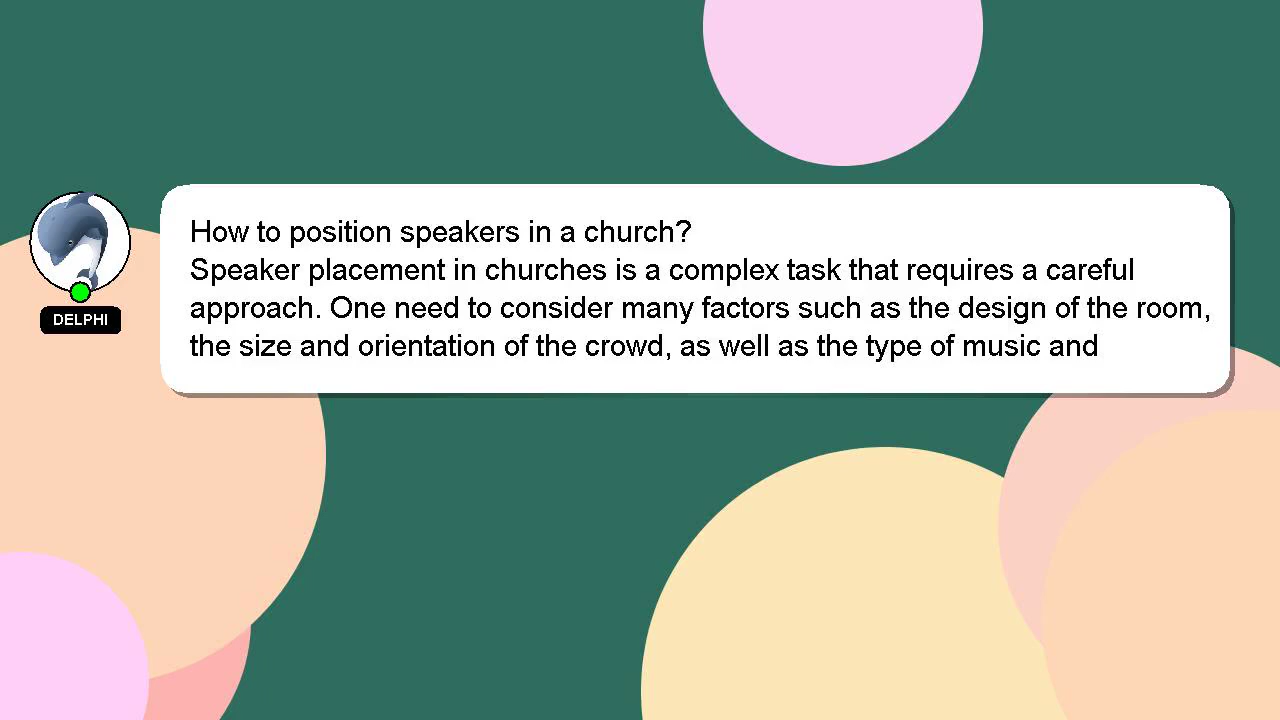 How to position speakers in a church?
Speaker placement in churches is a complex task that requires a careful
approach. One need to consider many factors such as the design of the room,
the size and orientation of the crowd, as well as the type of music and
DELPHI